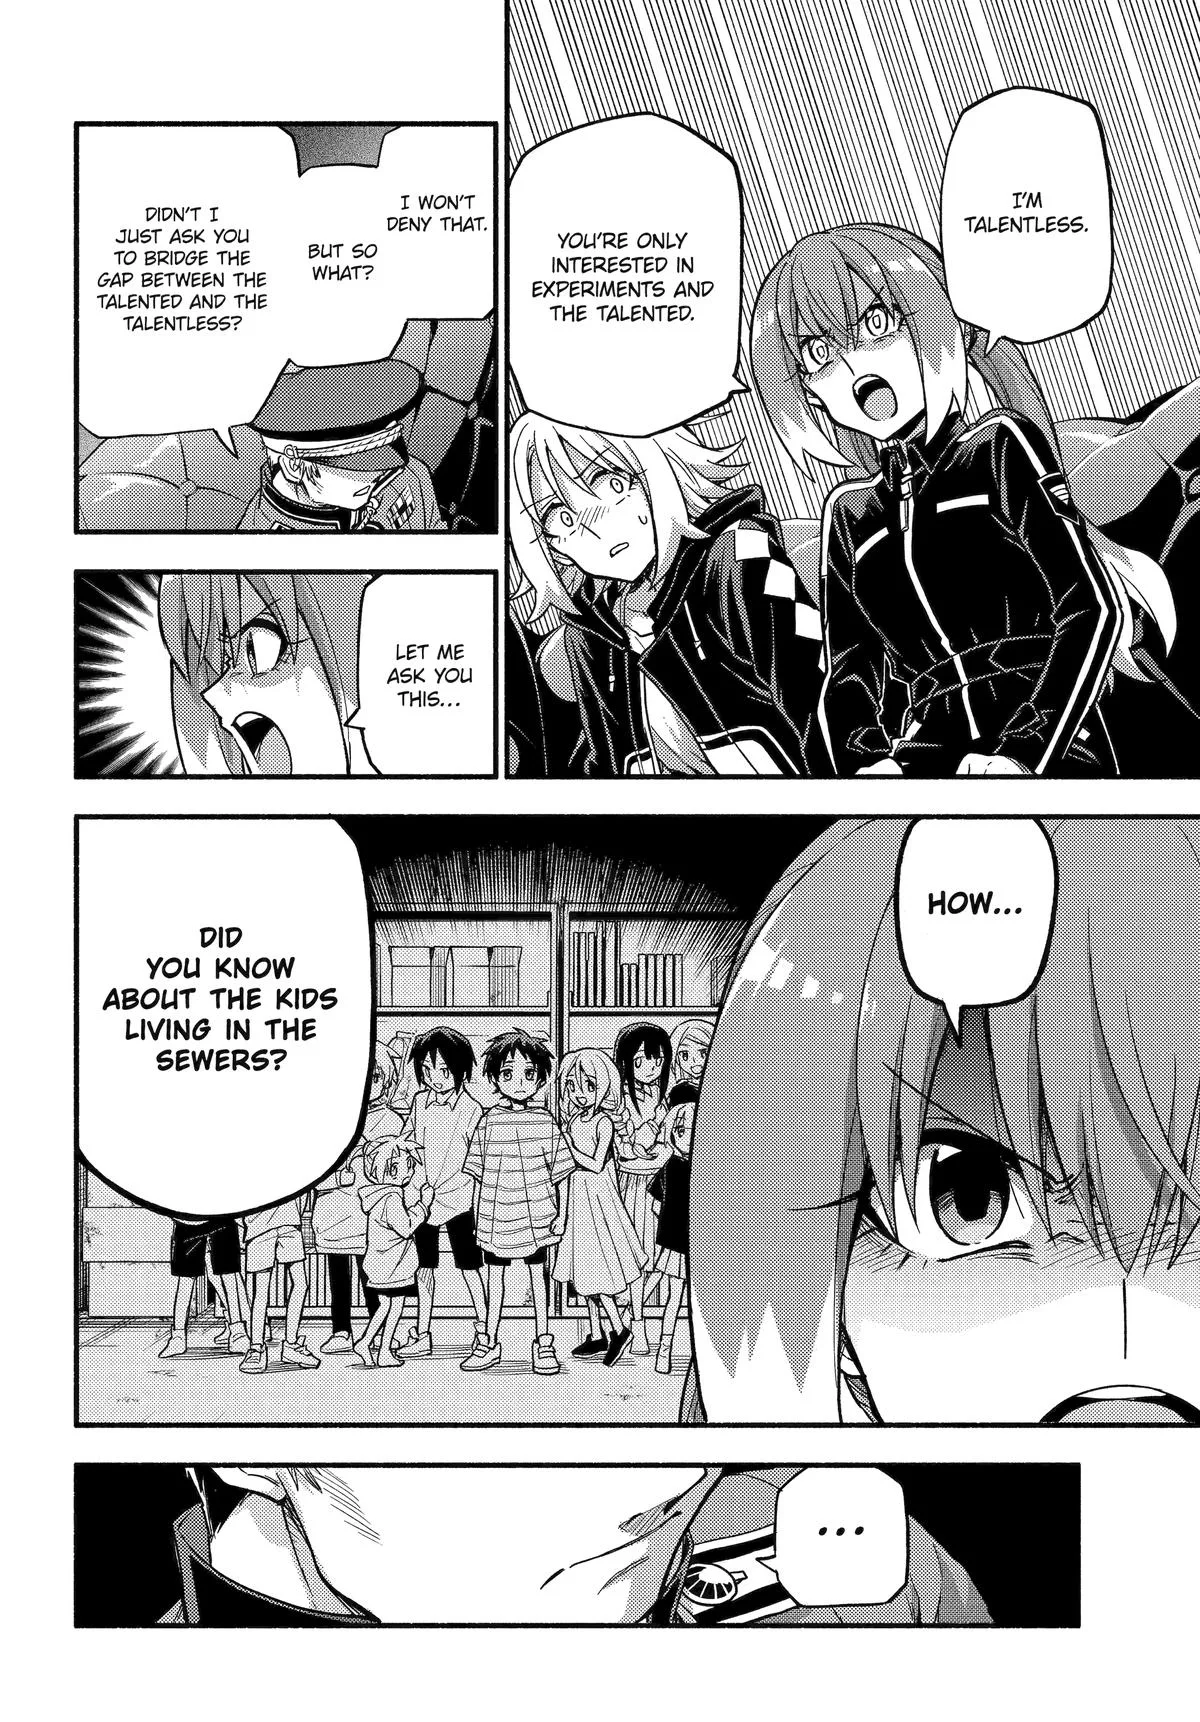 I'M
TALENTLESS.
YOU'RE ONLY
INTERESTED IN
EXPERIMENTS AND
THE TALENTED.
I WON'T
DENY THAT.
BUT SO
WHAT?
DIDN'T I
JUST ASK YOU
TO BRIDGE THE
GAP BETWEEN THE
TALENTED AND THE
TALENTLESS?
LET ME
ASK YOU
THIS...
HOW...
DID
YOU KNOW
ABOUT THE KIDS
LIVING IN THE
SEWERS?
...